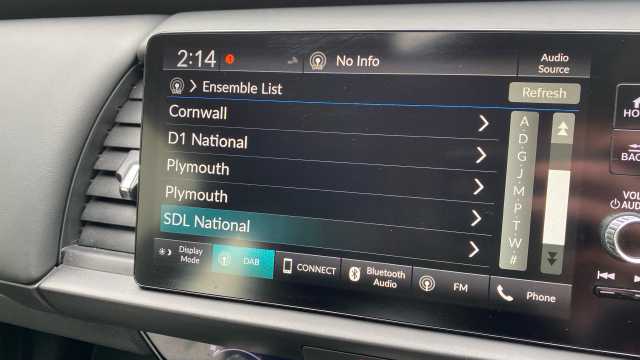 2:14
No Info
Audio
Source
Ensemble List
Refresh
Cornwall
D1 National
Plymouth
Plymouth
SDL National
A
D
G
J
M
P
T
W
#
Display
Mode
DAB
CONNECT
Bluetooth
Audio
FM
Phone